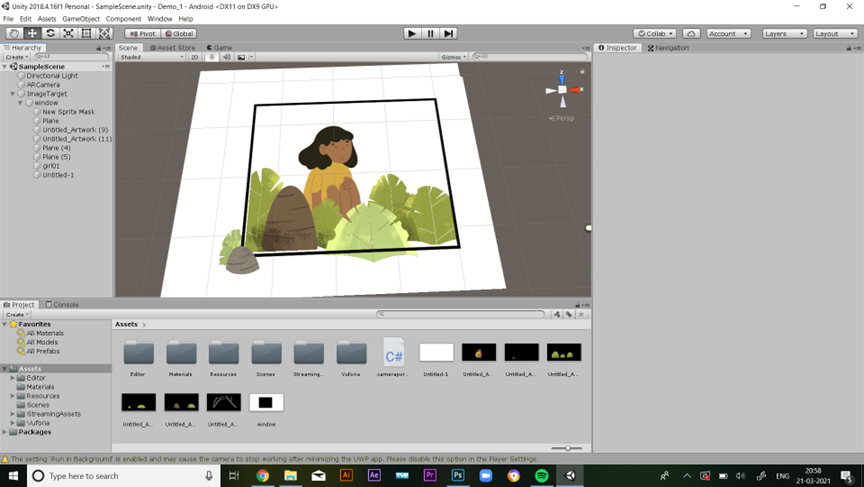 Unity 2018.4.16f1 Personal - SampleScene.unity - Demo_1 - Android <DX11 on DX9 GPU>
File Edit Assets GameObject Component Window Help
Pivot Global Collab Account Layers Layout
Hierarchy
Create
SampleScene
Directional Light
ARCamera
ImageTarget
window
New Sprite Mask
Plane
Untitled_Artwork (9)
Untitled_Artwork (11)
Plane (4)
Plane (5)
girl01
Untitled-1
Scene Asset Store Game
Shaded 2D Gizmos
z
x
Persp
Inspector Navigation
Project Console
Create
Favorites
All Materials
All Models
All Prefabs
Assets
Editor
Materials
Resources
Scenes
StreamingAssets
Vuforia
Packages
Assets
C#
Editor Materials Resources Scenes Streaming... Vuforia camerapor... Untitled-1 Untitled_A... Untitled_A... Untitled_A...
Untitled_A... Untitled_A... Untitled_A... window
The setting 'Run in Background' is enabled and may cause the camera to stop working after minimizing the UWP app. Please disable this option in the Player Settings.
Type here to search
Ai Ae Pr Ps
ENG
20:58
21-03-2021